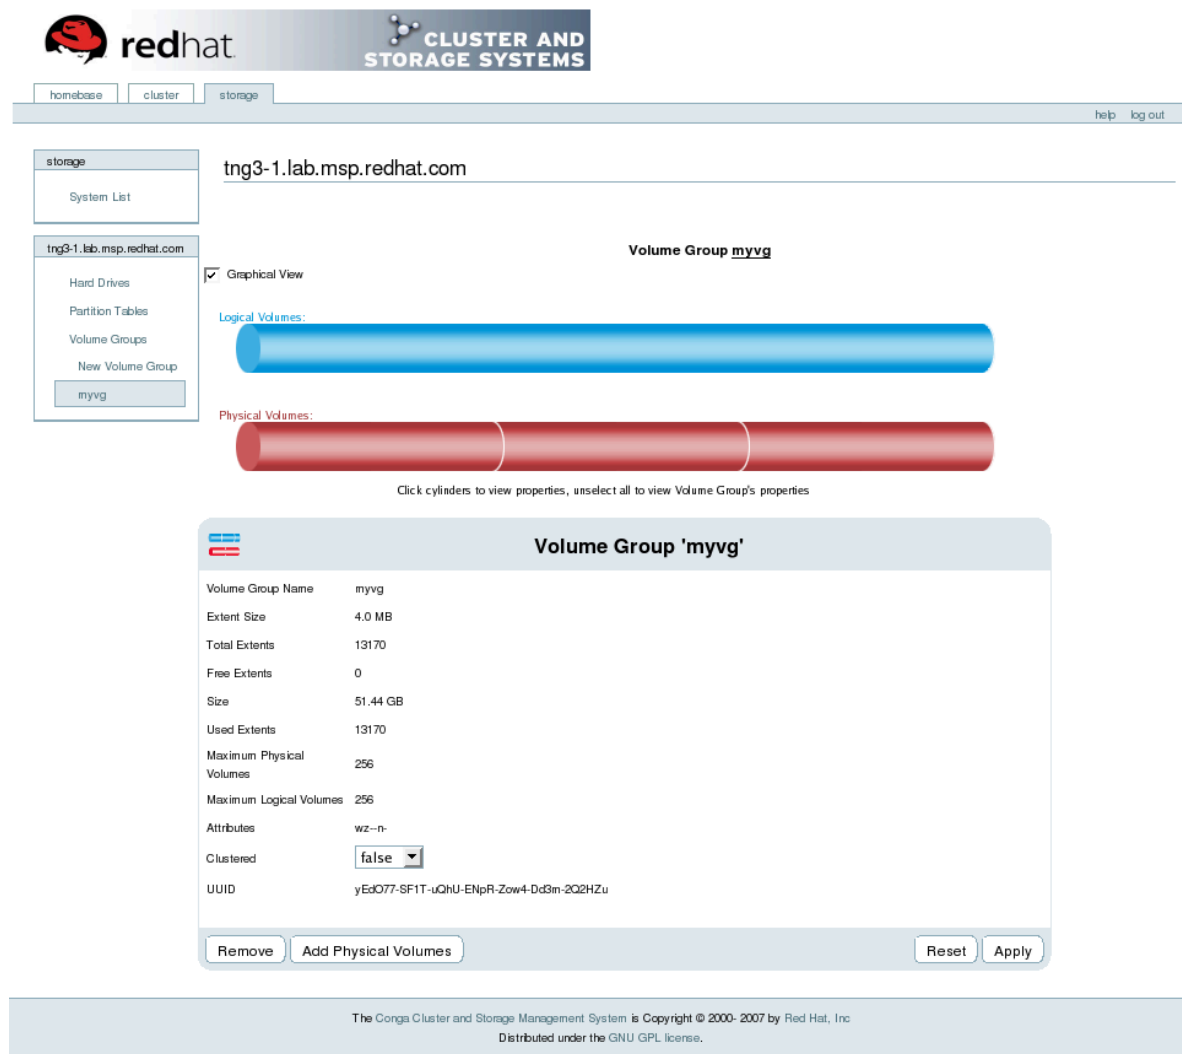 redhat.
CLUSTER AND
STORAGE SYSTEMS
homebase cluster storage
help log out
storage
System List
tng3-1.lab.msp.redhat.com
Hard Drives
Partition Tables
Volume Groups
New Volume Group
myvg
tng3-1.lab.msp.redhat.com
Volume Group myvg
Graphical View
Logical Volumes:
Physical Volumes:
Click cylinders to view properties, unselect all to view Volume Group's properties
Volume Group 'myvg'
Volume Group Name myvg
Extent Size 4.0 MB
Total Extents 13170
Free Extents 0
Size 51.44 GB
Used Extents 13170
Maximum Physical
Volumes 256
Maximum Logical Volumes 256
Attributes wz--n-
Clustered false
UUID yEdO77-SF1T-uQhU-ENpR-Zow4-Dd3m-2Q2HZu
Remove Add Physical Volumes Reset Apply
The Conga Cluster and Storage Management System is Copyright © 2000- 2007 by Red Hat, Inc
Distributed under the GNU GPL license.